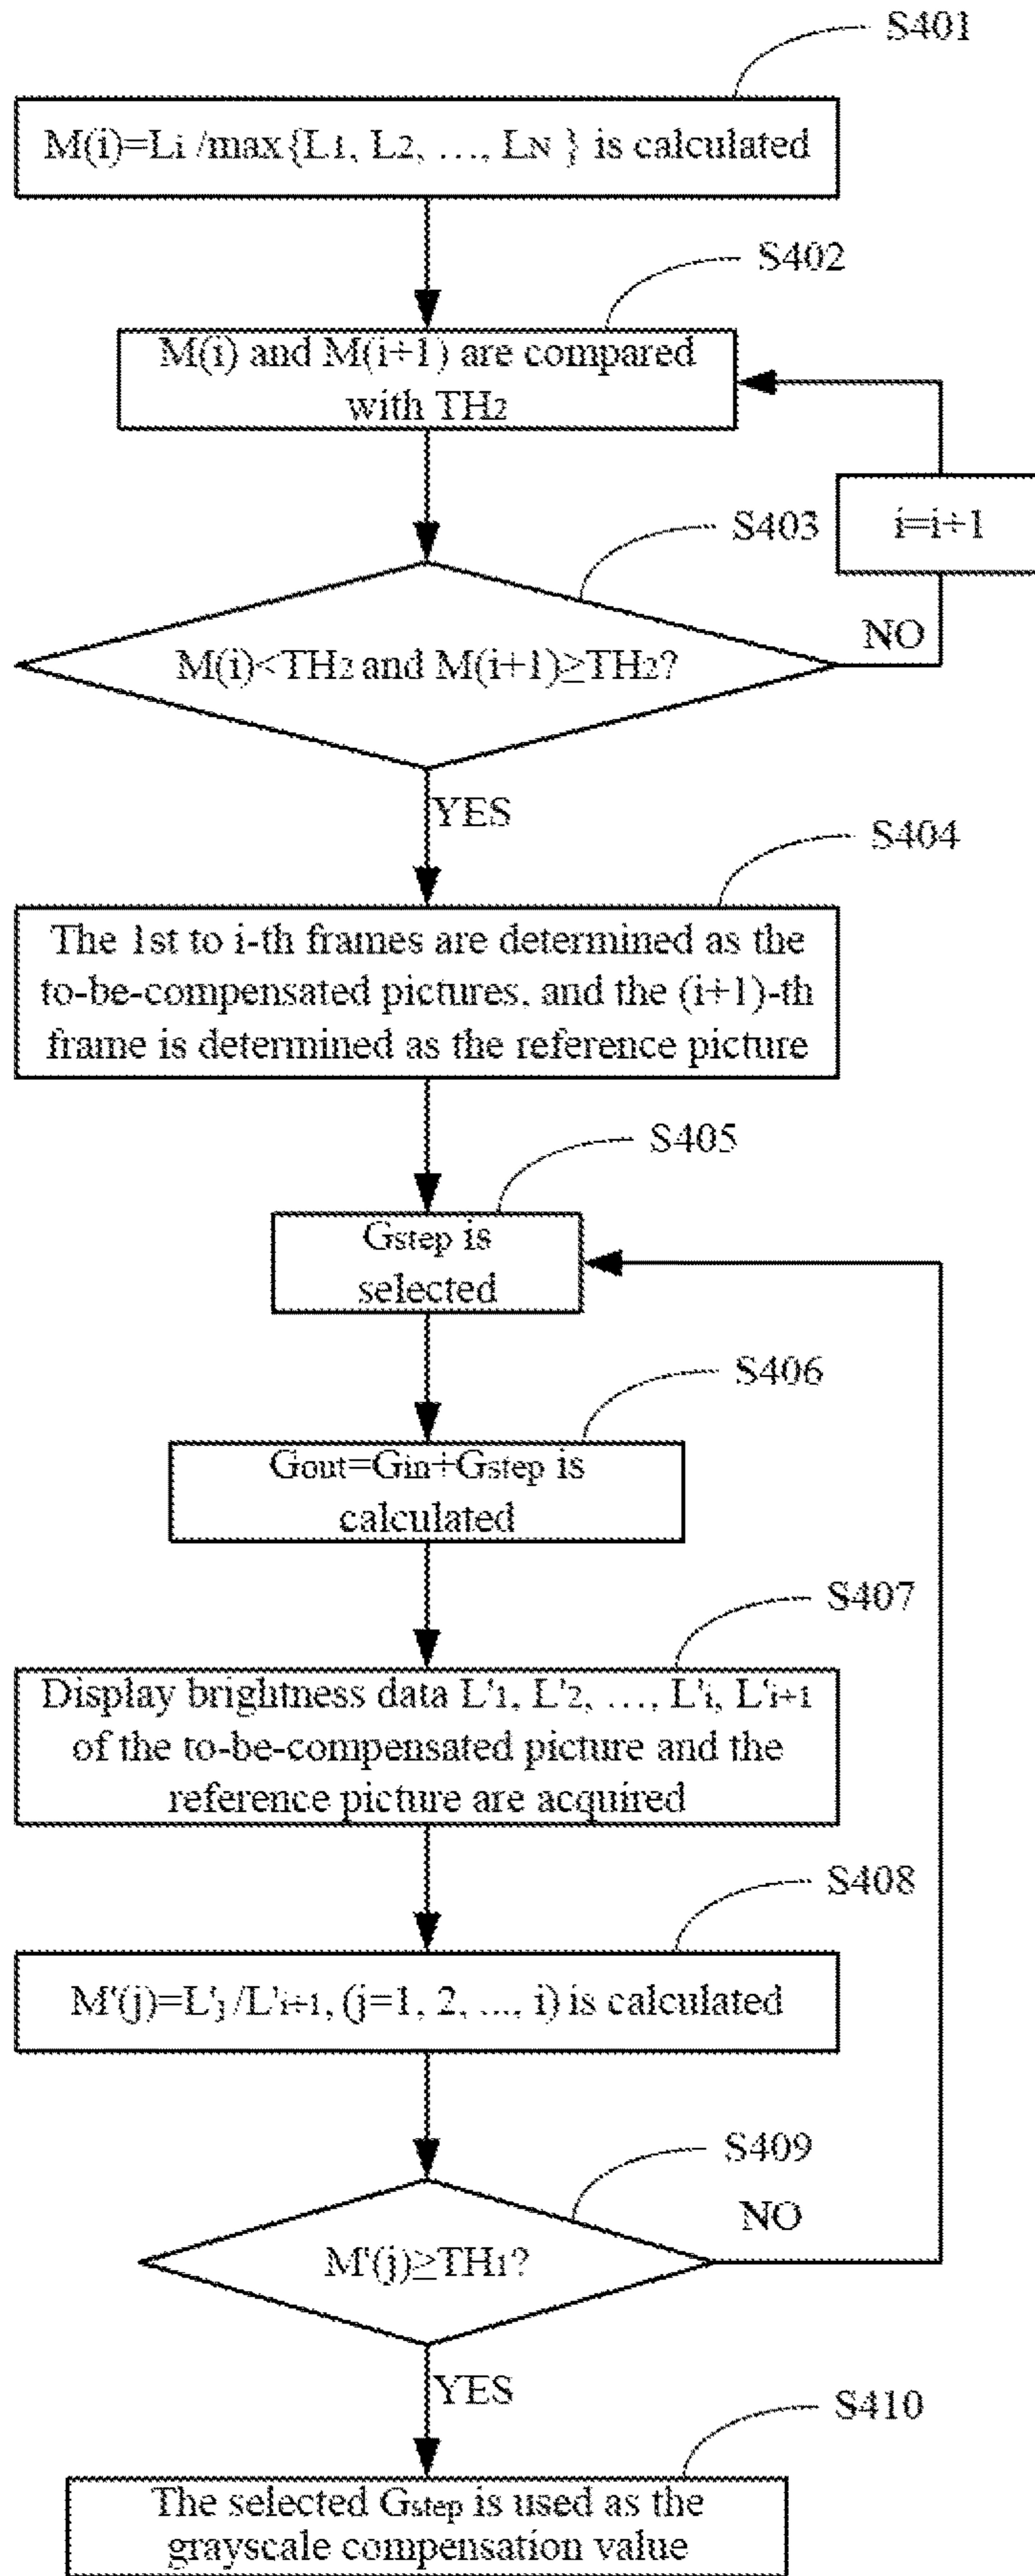 S401
M(i)=Li /max{L1, L2, ..., LN } is calculated
S402
M(i) and M(i+1) are compared
with TH2
i=i+1
S403
NO
M(i)<TH2 and M(i+1)≥TH2?
YES
S404
The 1st to i-th frames are determined as the
to-be-compensated pictures, and the (i+1)-th
frame is determined as the reference picture
S405
Gstep is
selected
S406
Gout=Gin+Gstep is
calculated
S407
Display brightness data L'1, L'2, ..., L'i, L'i+1
of the to-be-compensated picture and the
reference picture are acquired
S408
M'(j)=L'j /L'i+1, (j=1, 2, ..., i) is calculated
S409
NO
M'(j)≥TH1?
YES
S410
The selected Gstep is used as the
grayscale compensation value